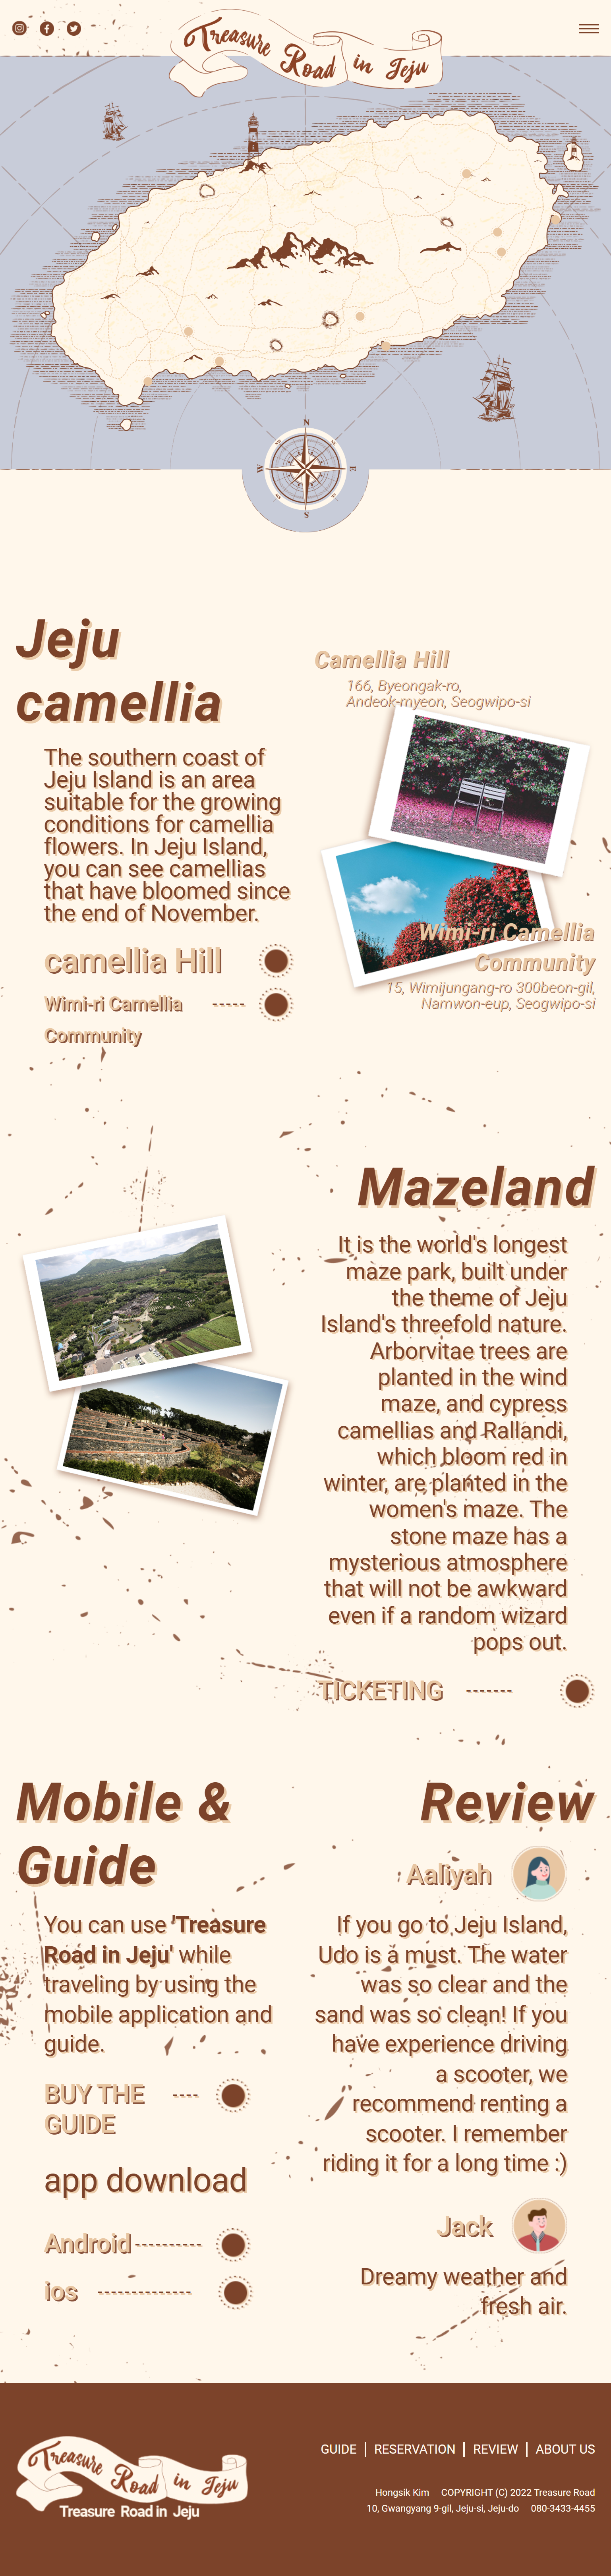 Treasure
Road in Jeju
N
W E
S
Jeju
camellia
The southern coast of
Jeju Island is an area
suitable for the growing
conditions for camellia
flowers. In Jeju Island,
you can see camellias
that have bloomed since
the end of November.
camellia Hill
Wimi-ri Camellia
Community
Camellia Hill
166, Byeongak-ro,
Andeok-myeon, Seogwipo-si
Wimi-ri Camellia
Community
15, Wimijungang-ro 300beon-gil,
Namwon-eup, Seogwipo-si
Mazeland
It is the world's longest
maze park, built under
the theme of Jeju
Island's threefold nature.
Arborvitae trees are
planted in the wind
maze, and cypress
camellias and Rallandi,
which bloom red in
winter, are planted in the
women's maze. The
stone maze has a
mysterious atmosphere
that will not be awkward
even if a random wizard
pops out.
TICKETING
Mobile &
Guide
You can use 'Treasure
Road in Jeju' while
traveling by using the
mobile application and
guide.
BUY THE
GUIDE
app download
Android
ios
Review
Aaliyah
If you go to Jeju Island,
Udo is a must. The water
was so clear and the
sand was so clean! If you
have experience driving
a scooter, we
recommend renting a
scooter. I remember
riding it for a long time :)
Jack
Dreamy weather and
fresh air.
Treasure
Road in Jeju
Treasure Road in Jeju
GUIDE | RESERVATION | REVIEW | ABOUT US
Hongsik Kim COPYRIGHT (C) 2022 Treasure Road
10, Gwangyang 9-gil, Jeju-si, Jeju-do 080-3433-4455